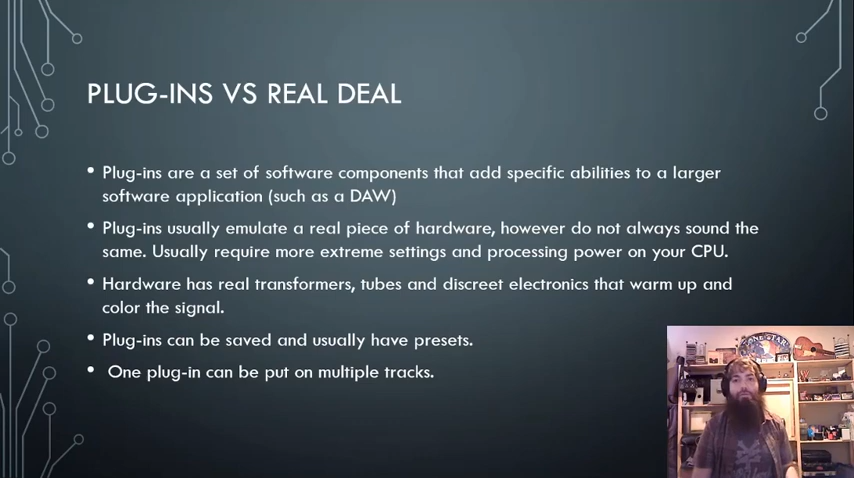 PLUG-INS VS REAL DEAL
• Plug-ins are a set of software components that add specific abilities to a larger
software application (such as a DAW)
• Plug-ins usually emulate a real piece of hardware, however do not always sound the
same. Usually require more extreme settings and processing power on your CPU.
• Hardware has real transformers, tubes and discreet electronics that warm up and
color the signal.
• Plug-ins can be saved and usually have presets.
• One plug-in can be put on multiple tracks.